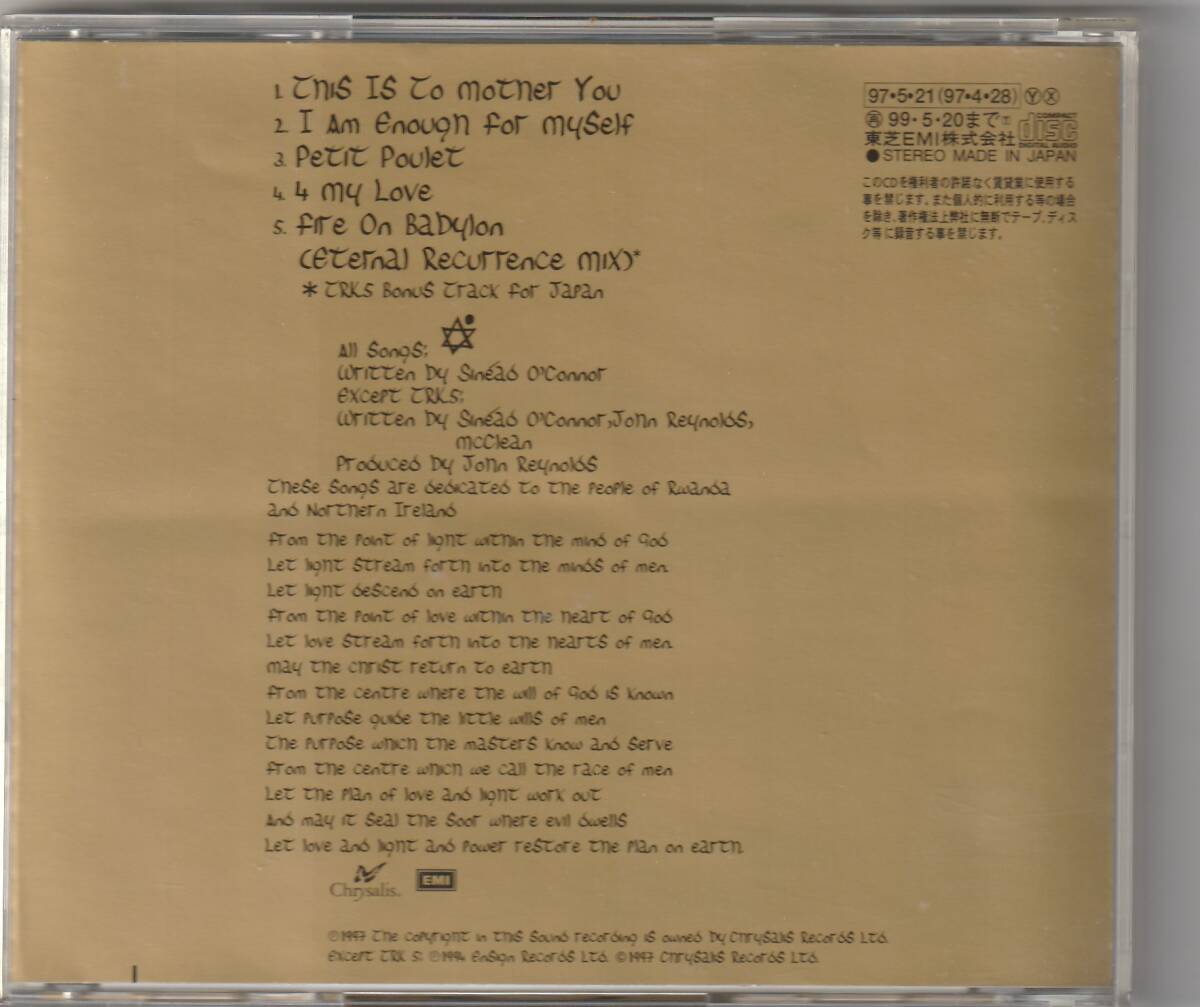 1. This Is To Mother You
2. I Am Enough For Myself
3. Petit Poulet
4. 4 My Love
5. Fire On Babylon
(Eternal Recurrence Mix)*
* TRK5 Bonus Track For Japan
All Songs:
Written By Sinéad O'Connor
Except TRK5:
Written By Sinéad O'Connor, John Reynolds,
McClean
Produced By John Reynolds
These Songs are dedicated to the People of Rwanda
and Northern Ireland
From the Point of light within the mind of God
Let light Stream forth into the minds of men.
Let light descend on earth
From the Point of love within the heart of God
Let love Stream forth into the hearts of men.
may the Christ return to earth
From the centre where the will of God is Known
Let Purpose guide the little wills of men
The Purpose which the masters Know and Serve
From the centre which we call the race of men
Let the Plan of love and light work out
And may it Seal the Soor where evil dwells
Let love and light and Power reStore the Plan on earth.
Chrysalis.
EMI
℗1997 The Copyright in This Sound recording is owned By Chrysalis Records Ltd.
Except TRK 5: ℗1994 Ensign Records Ltd. ©1997 Chrysalis Records Ltd.
97•5•21(97•4•28)ⓎⓍ
㊢99•5•20まで
東芝EMI株式会社
COMPACT disc DIGITAL AUDIO
●STEREO MADE IN JAPAN
このCDを権利者の許諾なく賃貸業に使用する
事を禁じます。また個人的に利用する等の場合
を除き、著作権法上弊社に無断でテープ、ディス
ク等に録音する事を禁じます。